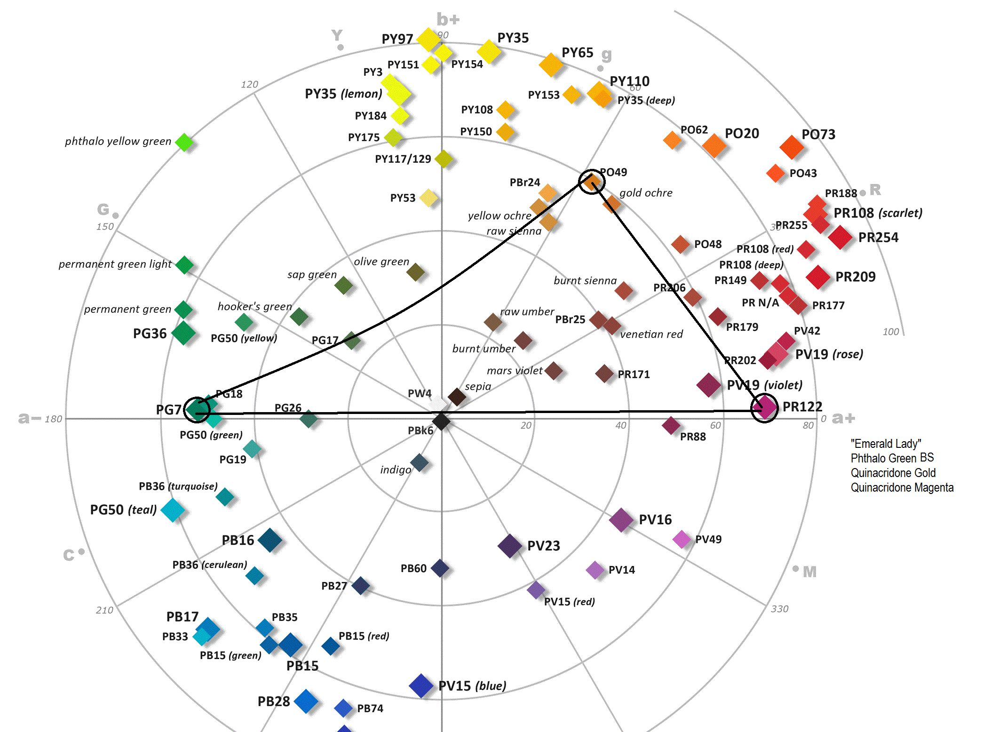 b+
90
Y
PY97
PY35
PY65
g
PY151
PY154
PY3
120
PY110
60
PY35 (lemon)
PY153
PY35 (deep)
PY184
PY108
PY150
PO62
PO20
PO73
PY175
phthalo yellow green
PY117/129
PO49
PO43
PBr24
gold ochre
PR188
R
PY53
G
yellow ochre
PR108 (scarlet)
150
raw sienna
30
PR255
PR254
PO48
PR108 (red)
permanent green light
olive green
PR108 (deep)
sap green
burnt sienna
PR206
PR149
PR209
permanent green
hooker's green
raw umber
PR N/A
PR177
PBr25
PR179
PG36
PG50 (yellow)
PG17
venetian red
PV42
100
burnt umber
PR202
PV19 (rose)
mars violet
PR171
sepia
PV19 (violet)
PW4
PG18
PG7
PG26
PR122
a-
180
0
a+
20
40
60
80
PBk6
PG50 (green)
PR88
"Emerald Lady"
PG19
Phthalo Green BS
indigo
Quinacridone Gold
PB36 (turquoise)
Quinacridone Magenta
PG50 (teal)
PV16
PB16
PV49
PV23
C
PB36 (cerulean)
PB60
PV14
M
PB27
PV15 (red)
210
330
PB17
PB35
PB33
PB15 (red)
PB15 (green)
PB15
PV15 (blue)
PB28
PB74